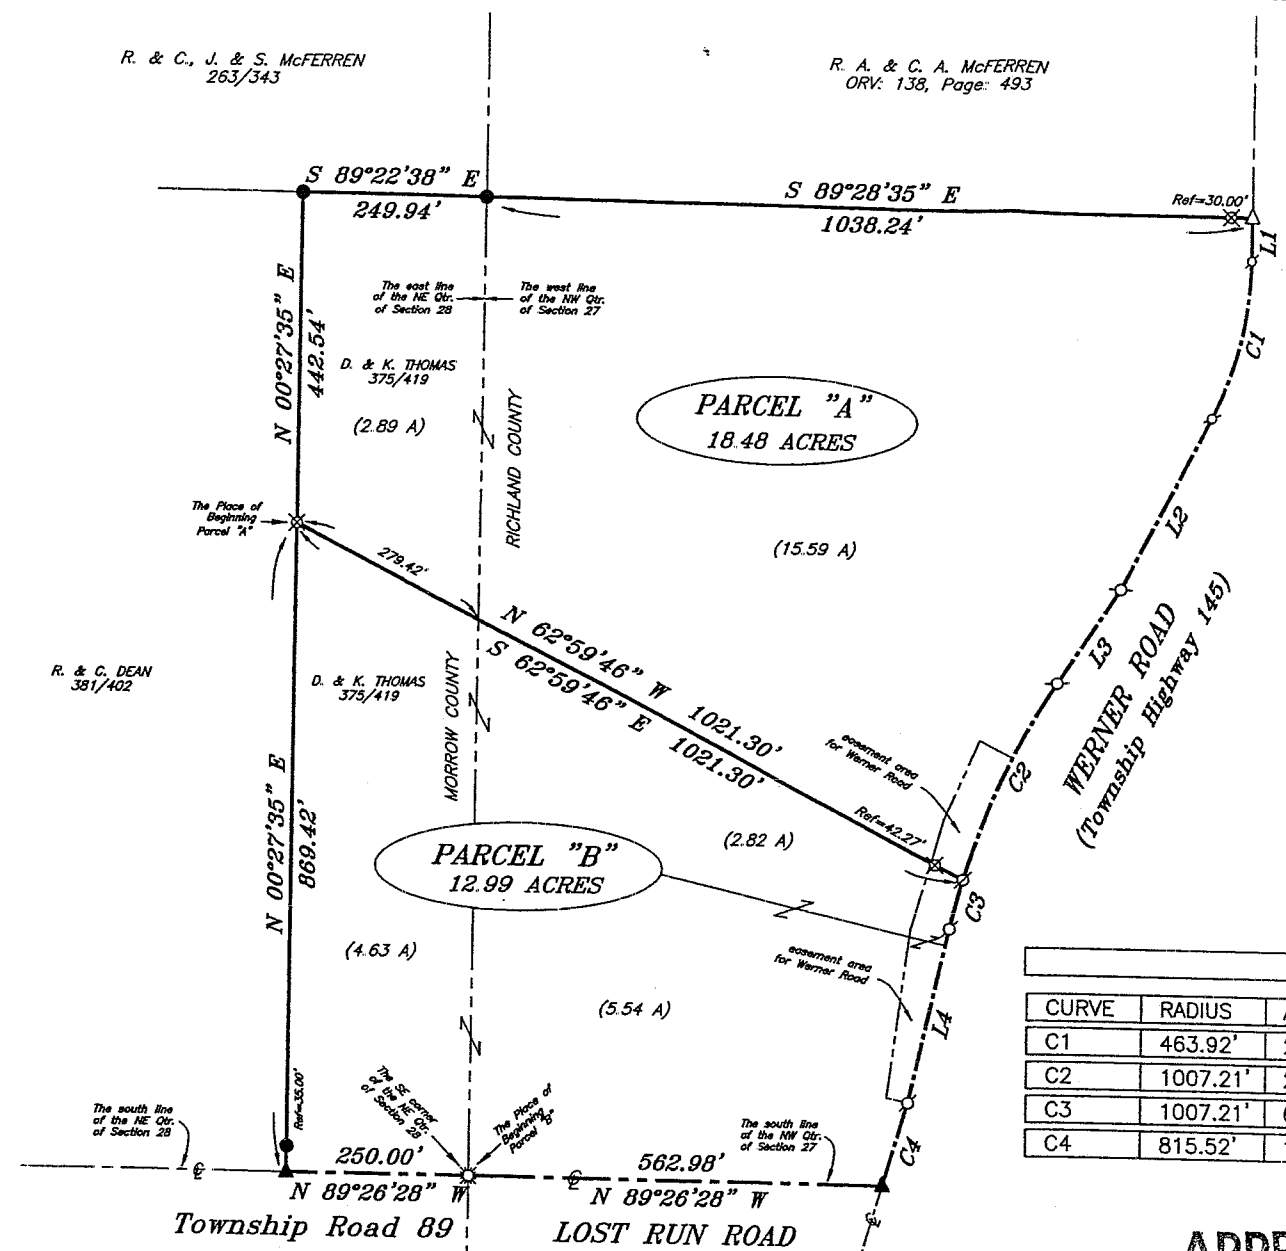 R. & C., J. & S. McFERREN
263/343
R. A. & C. A. McFERREN
ORV: 138, Page: 493
S 89°22'38" E
249.94'
S 89°28'35" E
1038.24'
Ref=30.00'
L1
The east line
of the NE Qtr.
of Section 28
The west line
of the NW Qtr.
of Section 27
N 00°27'35" E
442.54'
C1
D. & K. THOMAS
375/419
(2.89 A)
PARCEL "A"
18.48 ACRES
RICHLAND COUNTY
The Place of
Beginning
Parcel "A"
279.42'
(15.59 A)
L2
N 62°59'46" W 1021.30'
S 62°59'46" E 1021.30'
L3
WERNER ROAD
(Township Highway 145)
R. & C. DEAN
381/402
D. & K. THOMAS
375/419
MORROW COUNTY
easement area
for Werner Road
C2
N 00°27'35" E
869.42'
Ref=42.27'
(2.82 A)
PARCEL "B"
12.99 ACRES
C3
(4.63 A)
easement area
for Werner Road
(5.54 A)
L4
CURVE RADIUS
C1 463.92'
C2 1007.21'
C3 1007.21'
C4 815.52'
Ref=35.00'
The SE corner
of the NE Qtr.
of Section 28
The Place of
Beginning
Parcel "B"
The south line
of the NE Qtr.
of Section 28
The south line
of the NW Qtr.
of Section 27
C4
250.00'
N 89°26'28" W
562.98'
N 89°26'28" W
Township Road 89
LOST RUN ROAD